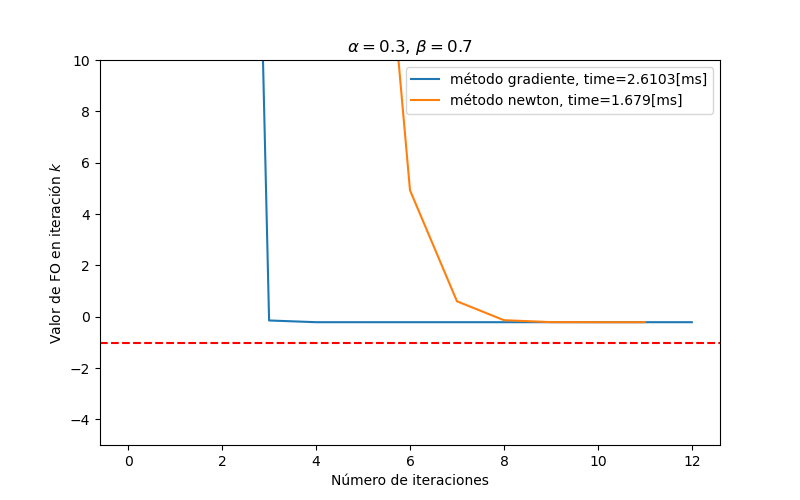 α = 0.3, β = 0.7
método gradiente, time=2.6103[ms]
método newton, time=1.679[ms]
Valor de FO en iteración k
10
8
6
4
2
0
−2
−4
0 2 4 6 8 10 12
Número de iteraciones